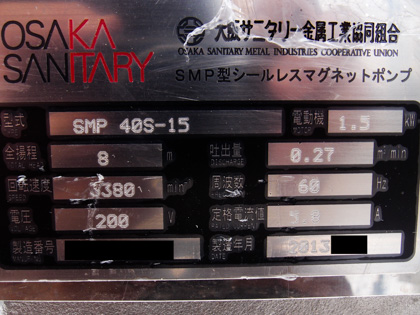 OSAKA
SANITARY
大阪サニタリー金属工業協同組合
OSAKA SANITARY METAL INDUSTRIES COOPERATIVE UNION
SMP型シールレスマグネットポンプ
型式 SMP 40S-15 電動機 1.5 kW
全揚程 8 m 吐出量 0.27 m³/min
回転速度 3380 min⁻¹ 周波数 60 Hz
電圧 200 V 定格電流値 A
製造番号 製造年月 2013